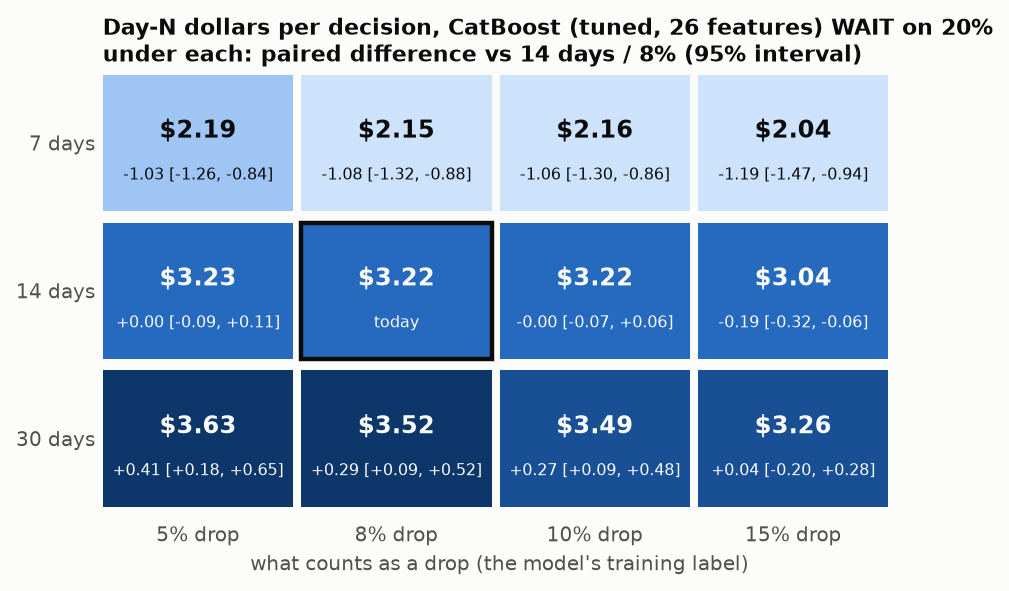 Day-N dollars per decision, CatBoost (tuned, 26 features) WAIT on 20%
under each: paired difference vs 14 days / 8% (95% interval)
7 days
$2.19
$2.15
$2.16
$2.04
-1.03 [-1.26, -0.84]
-1.08 [-1.32, -0.88]
-1.06 [-1.30, -0.86]
-1.19 [-1.47, -0.94]
14 days
$3.23
$3.22
$3.22
$3.04
+0.00 [-0.09, +0.11]
today
-0.00 [-0.07, +0.06]
-0.19 [-0.32, -0.06]
30 days
$3.63
$3.52
$3.49
$3.26
+0.41 [+0.18, +0.65]
+0.29 [+0.09, +0.52]
+0.27 [+0.09, +0.48]
+0.04 [-0.20, +0.28]
5% drop
8% drop
10% drop
15% drop
what counts as a drop (the model's training label)